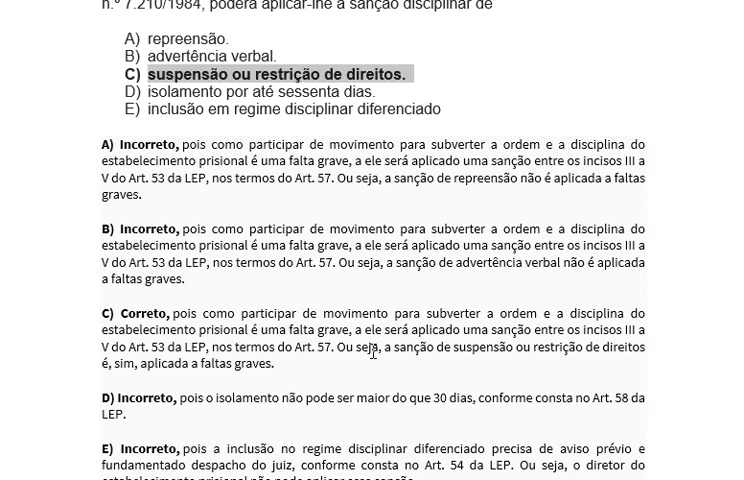 n.º 7.210/1984, poderá aplicar-lhe a sanção disciplinar de
A) repreensão.
B) advertência verbal.
C) suspensão ou restrição de direitos.
D) isolamento por até sessenta dias.
E) inclusão em regime disciplinar diferenciado
A) Incorreto, pois como participar de movimento para subverter a ordem e a disciplina do
estabelecimento prisional é uma falta grave, a ele será aplicado uma sanção entre os incisos III a
V do Art. 53 da LEP, nos termos do Art. 57. Ou seja, a sanção de repreensão não é aplicada a faltas
graves.
B) Incorreto, pois como participar de movimento para subverter a ordem e a disciplina do
estabelecimento prisional é uma falta grave, a ele será aplicado uma sanção entre os incisos III a
V do Art. 53 da LEP, nos termos do Art. 57. Ou seja, a sanção de advertência verbal não é aplicada
a faltas graves.
C) Correto, pois como participar de movimento para subverter a ordem e a disciplina do
estabelecimento prisional é uma falta grave, a ele será aplicado uma sanção entre os incisos III a
V do Art. 53 da LEP, nos termos do Art. 57. Ou seja, a sanção de suspensão ou restrição de direitos
é, sim, aplicada a faltas graves.
D) Incorreto, pois o isolamento não pode ser maior do que 30 dias, conforme consta no Art. 58 da
LEP.
E) Incorreto, pois a inclusão no regime disciplinar diferenciado precisa de aviso prévio e
fundamentado despacho do juiz, conforme consta no Art. 54 da LEP. Ou seja, o diretor do
estabelecimento prisional não pode aplicar essa sanção.